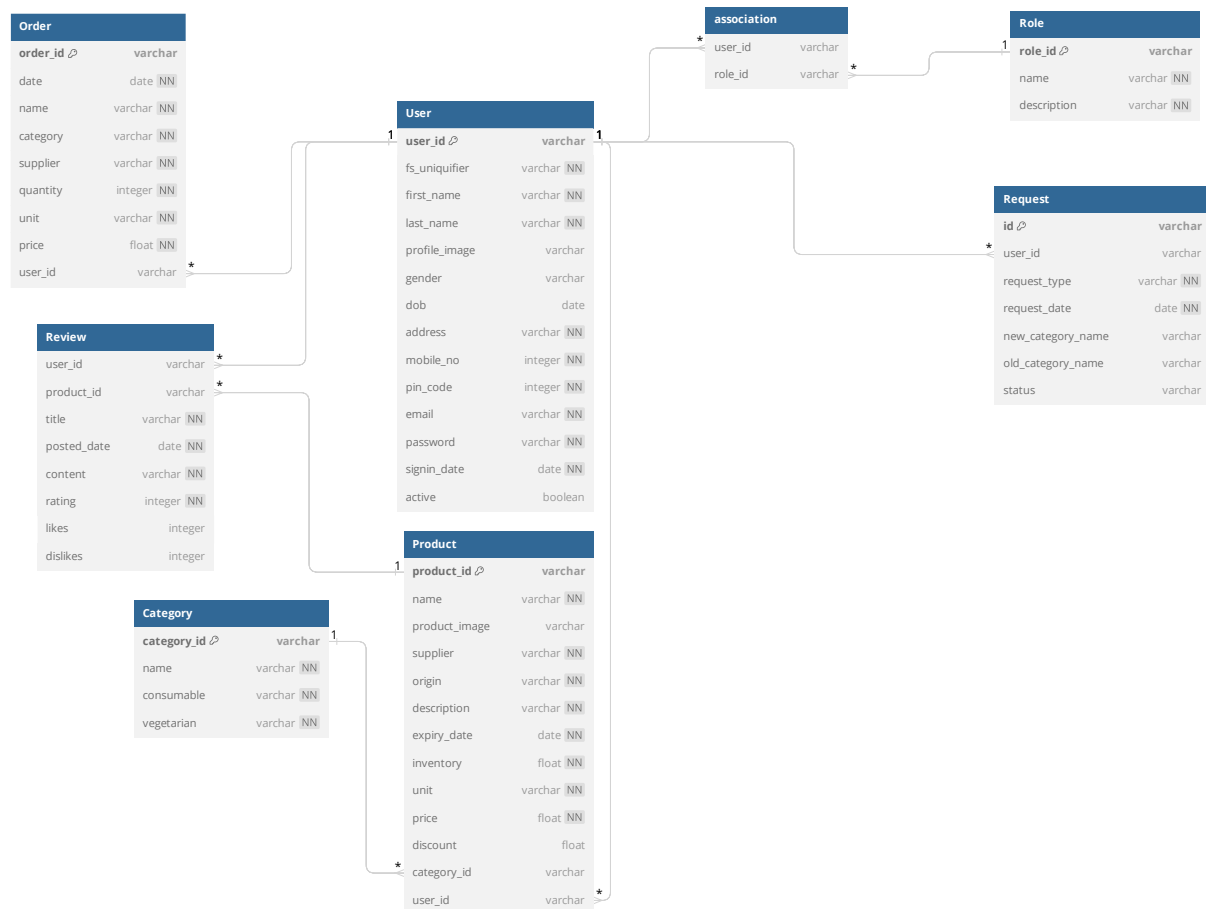 Order
order_id varchar
date date NN
name varchar NN
category varchar NN
supplier varchar NN
quantity integer NN
unit varchar NN
price float NN
user_id varchar
*
association
* user_id varchar
role_id varchar *
Role
1 role_id varchar
name varchar NN
description varchar NN
User
1 user_id varchar 1
fs_uniquifier varchar NN
first_name varchar NN
last_name varchar NN
profile_image varchar
gender varchar
dob date
address varchar NN
mobile_no integer NN
pin_code integer NN
email varchar NN
password varchar NN
signin_date date NN
active boolean
Request
id varchar
* user_id varchar
request_type varchar NN
request_date date NN
new_category_name varchar
old_category_name varchar
status varchar
Review
user_id varchar *
product_id varchar *
title varchar NN
posted_date date NN
content varchar NN
rating integer NN
likes integer
dislikes integer
Product
1 product_id varchar
name varchar NN
product_image varchar
supplier varchar NN
origin varchar NN
description varchar NN
expiry_date date NN
inventory float NN
unit varchar NN
price float NN
discount float
* category_id varchar
user_id varchar *
Category
category_id varchar 1
name varchar NN
consumable varchar NN
vegetarian varchar NN